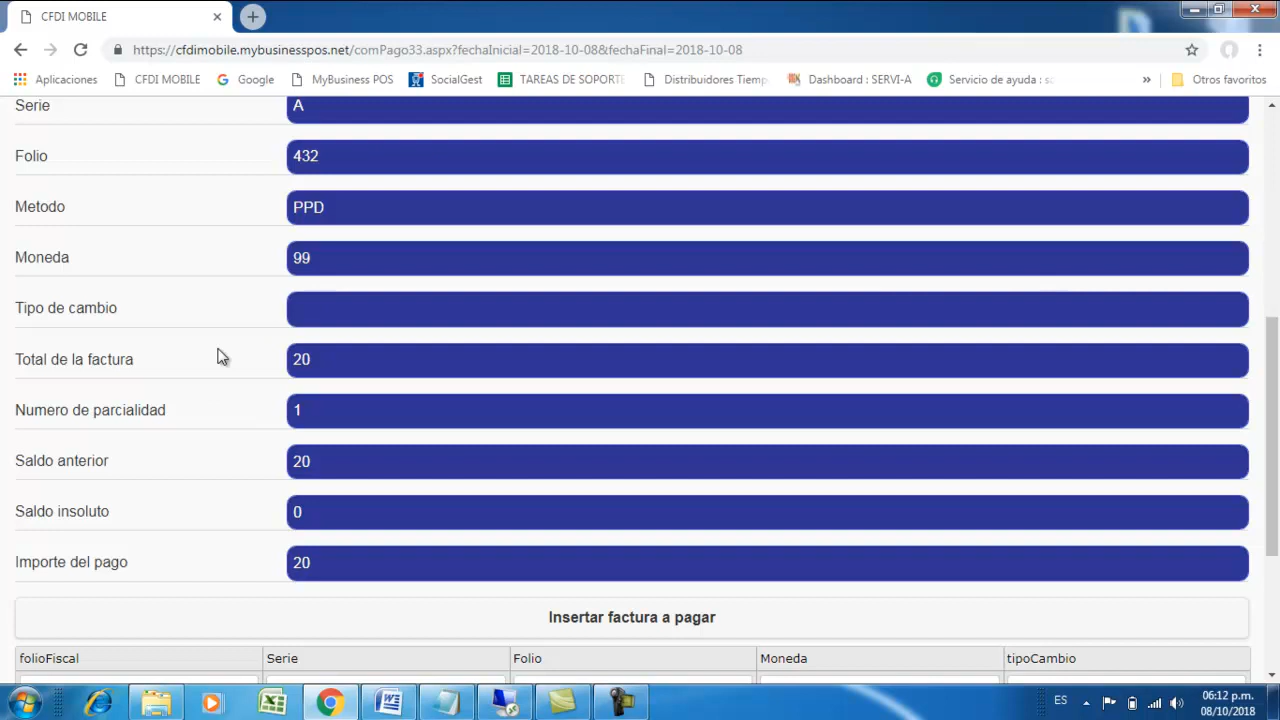 CFDI MOBILE
https://cfdimobile.mybusinesspos.net/comPago33.aspx?fechaInicial=2018-10-08&fechaFinal=2018-10-08
Aplicaciones CFDI MOBILE Google MyBusiness POS SocialGest TAREAS DE SOPORTE Distribuidores Tiemp Dashboard : SERVI-A Servicio de ayuda : » Otros favoritos
Serie A
Folio 432
Metodo PPD
Moneda 99
Tipo de cambio
Total de la factura 20
Numero de parcialidad 1
Saldo anterior 20
Saldo insoluto 0
Importe del pago 20
Insertar factura a pagar
folioFiscal Serie Folio Moneda tipoCambio
ES 06:12 p.m.
08/10/2018